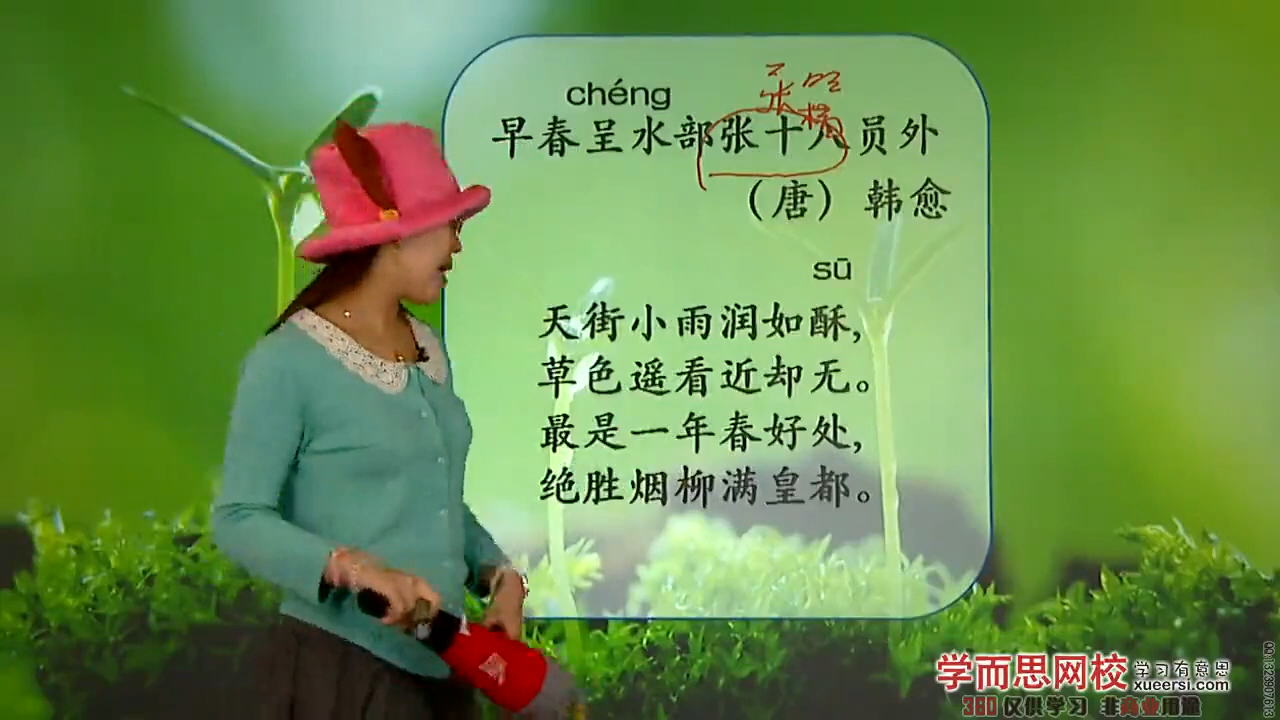 chéng
早春呈水部张十八员外
（唐） 韩愈
sū
天街小雨润如酥,
草色遥看近却无。
最是一年春好处,
绝胜烟柳满皇都。
学而思网校 学习有意思
xueersi.com
360 仅供学习 非商业用途